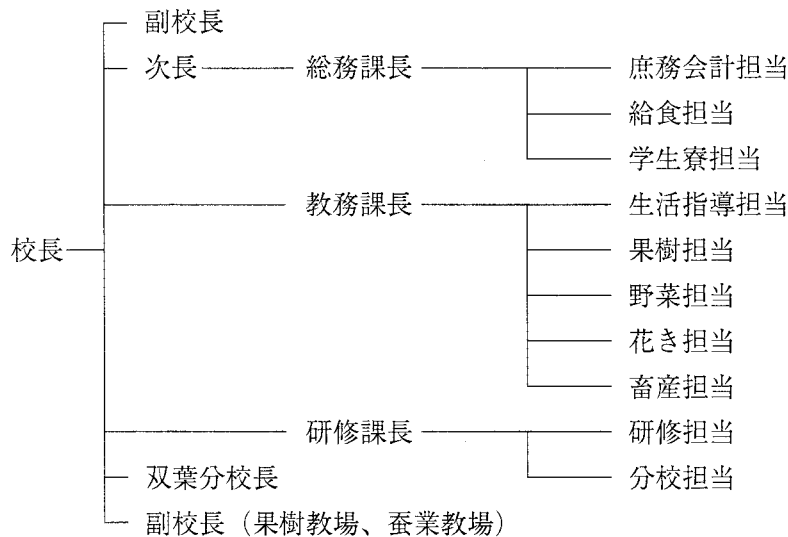 副校長
次長 総務課長 庶務会計担当
給食担当
学生寮担当
教務課長 生活指導担当
校長 果樹担当
野菜担当
花き担当
畜産担当
研修課長 研修担当
双葉分校長 分校担当
副校長（果樹教場、蚕業教場）